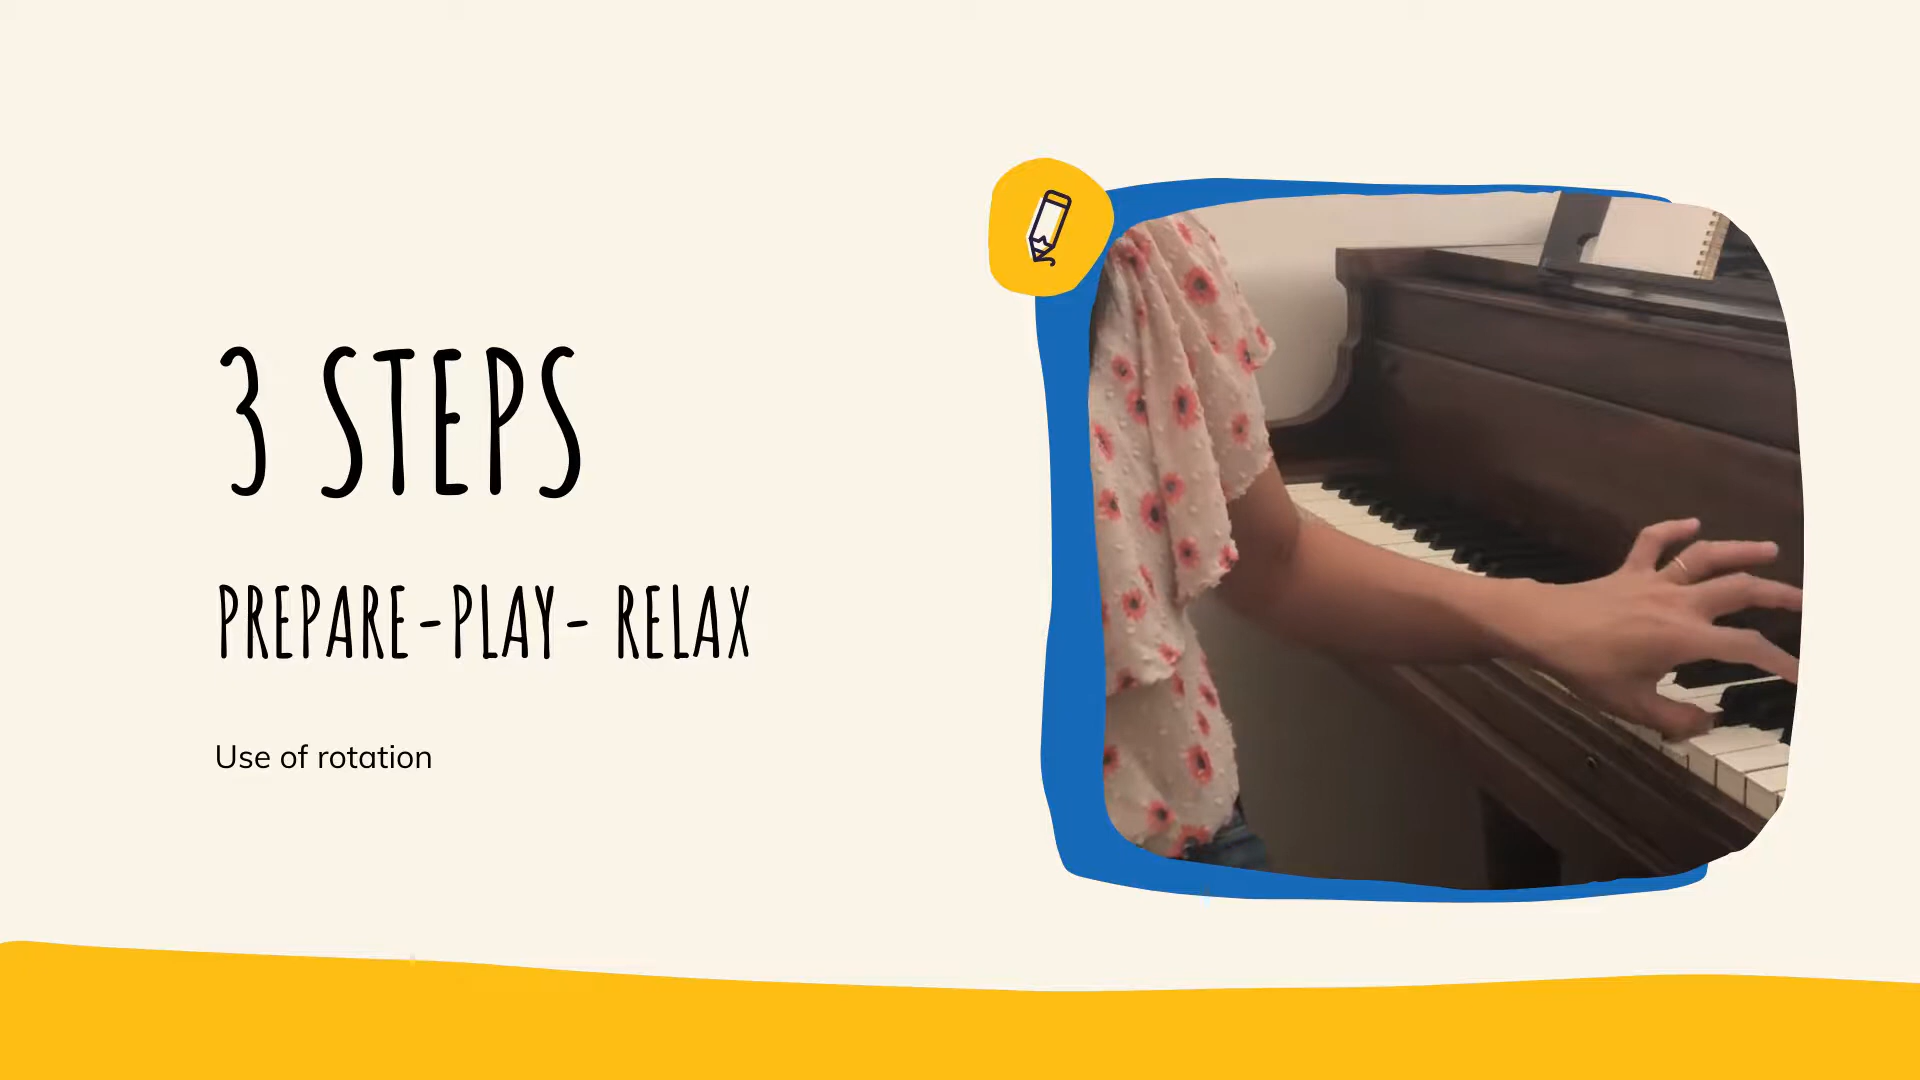 3 STEPS
PREPARE-PLAY- RELAX
Use of rotation